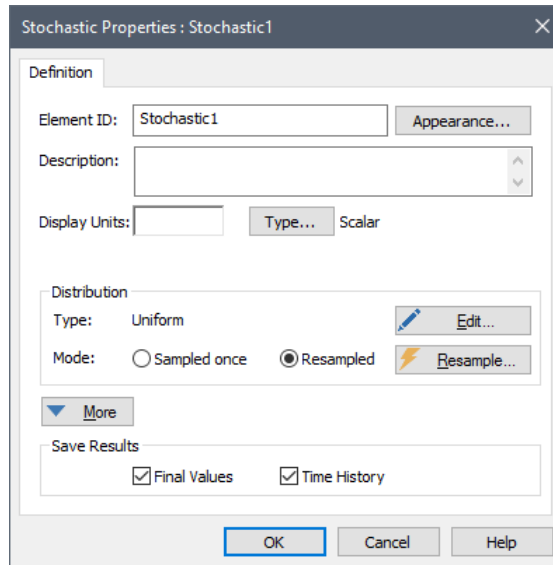 Stochastic Properties : Stochastic1
Definition
Element ID: Stochastic1 Appearance...
Description:
Display Units: Type... Scalar
Distribution
Type: Uniform Edit...
Mode: Sampled once Resampled Resample...
More
Save Results
Final Values Time History
OK Cancel Help